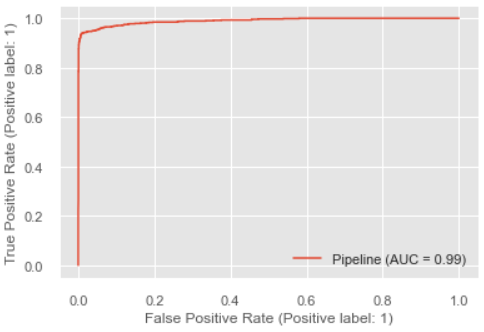 True Positive Rate (Positive label: 1)
1.0
0.8
0.6
0.4
0.2
0.0
Pipeline (AUC = 0.99)
0.0 0.2 0.4 0.6 0.8 1.0
False Positive Rate (Positive label: 1)